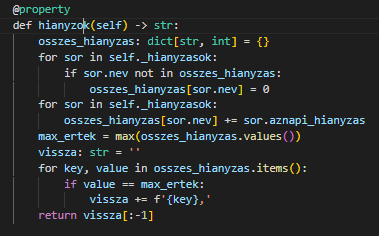 @property
def hianyzok(self) -> str:
    osszes_hianyzas: dict[str, int] = {}
    for sor in self._hianyzasok:
        if sor.nev not in osszes_hianyzas:
            osszes_hianyzas[sor.nev] = 0
    for sor in self._hianyzasok:
        osszes_hianyzas[sor.nev] += sor.aznapi_hianyzas
    max_ertek = max(osszes_hianyzas.values())
    vissza: str = ''
    for key, value in osszes_hianyzas.items():
        if value == max_ertek:
            vissza += f'{key},'
    return vissza[:-1]